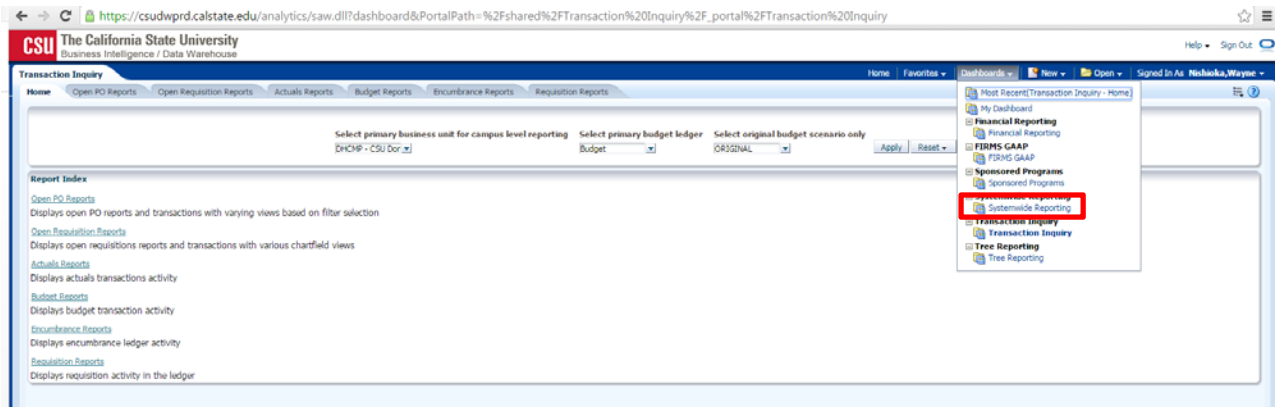 https://csudwprd.calstate.edu/analytics/saw.dll?dashboard&PortalPath=%2Fshared%2FTransaction%20Inquiry%2F_portal%2FTransaction%20Inquiry
CSU The California State University
Business Intelligence / Data Warehouse
Help Sign Out
Transaction Inquiry Home Favorites Dashboards New Open Signed In As Nishioka,Wayne
Home Open PO Reports Open Requisition Reports Actuals Reports Budget Reports Encumbrance Reports Requisition Reports
Most Recent(Transaction Inquiry - Home)
My Dashboard
Financial Reporting
Financial Reporting
FIRMS GAAP
FIRMS GAAP
Sponsored Programs
Sponsored Programs
Systemwide Reporting
Systemwide Reporting
Transaction Inquiry
Transaction Inquiry
Tree Reporting
Tree Reporting
Select primary business unit for campus level reporting Select primary budget ledger Select original budget scenario only
DHCMP - CSU Dor Budget ORIGINAL Apply Reset
Report Index
Open PO Reports
Displays open PO reports and transactions with varying views based on filter selection
Open Requisition Reports
Displays open requisitions reports and transactions with various chartfield views
Actuals Reports
Displays actuals transactions activity
Budget Reports
Displays budget transaction activity
Encumbrance Reports
Displays encumbrance ledger activity
Requisition Reports
Displays requisition activity in the ledger